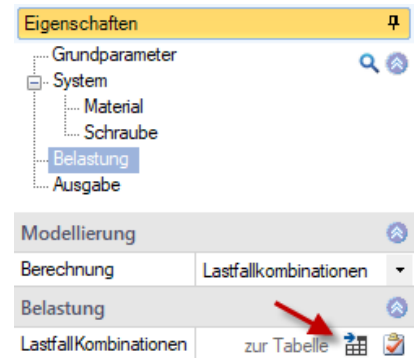 Eigenschaften
Grundparameter
System
Material
Schraube
Belastung
Ausgabe
Modellierung
Berechnung Lastfallkombinationen
Belastung
LastfallKombinationen zur Tabelle